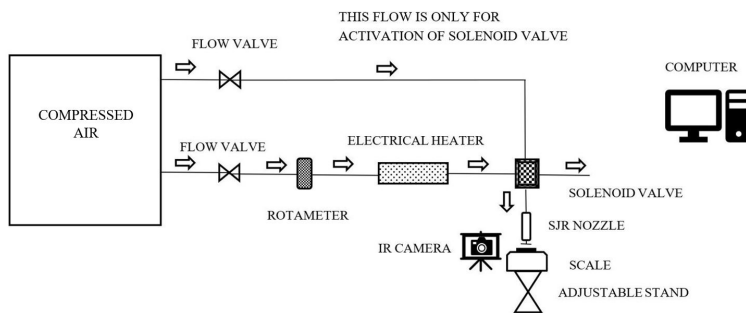 THIS FLOW IS ONLY FOR
ACTIVATION OF SOLENOID VALVE
FLOW VALVE
COMPUTER
COMPRESSED
AIR
FLOW VALVE
ELECTRICAL HEATER
ROTAMETER
SOLENOID VALVE
SJR NOZZLE
IR CAMERA
SCALE
ADJUSTABLE STAND